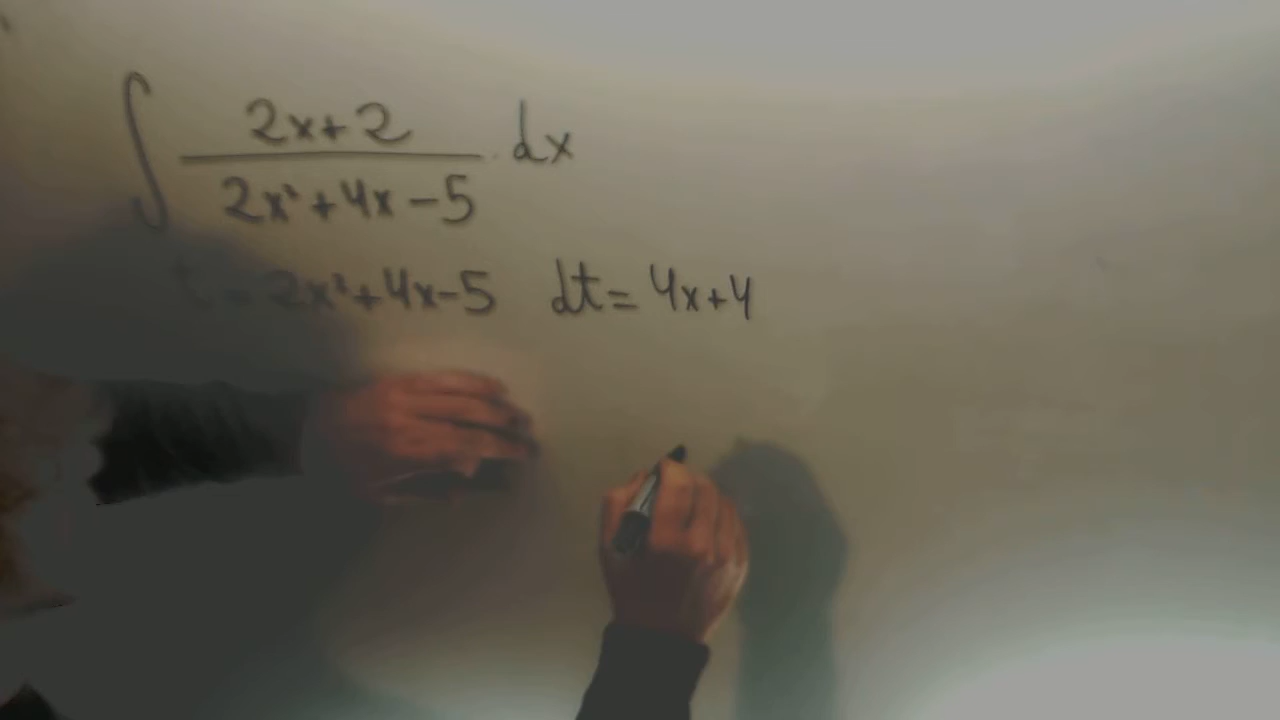 ∫ (2x+2)/(2x²+4x-5) · dx
t = 2x²+4x-5 dt = 4x+4